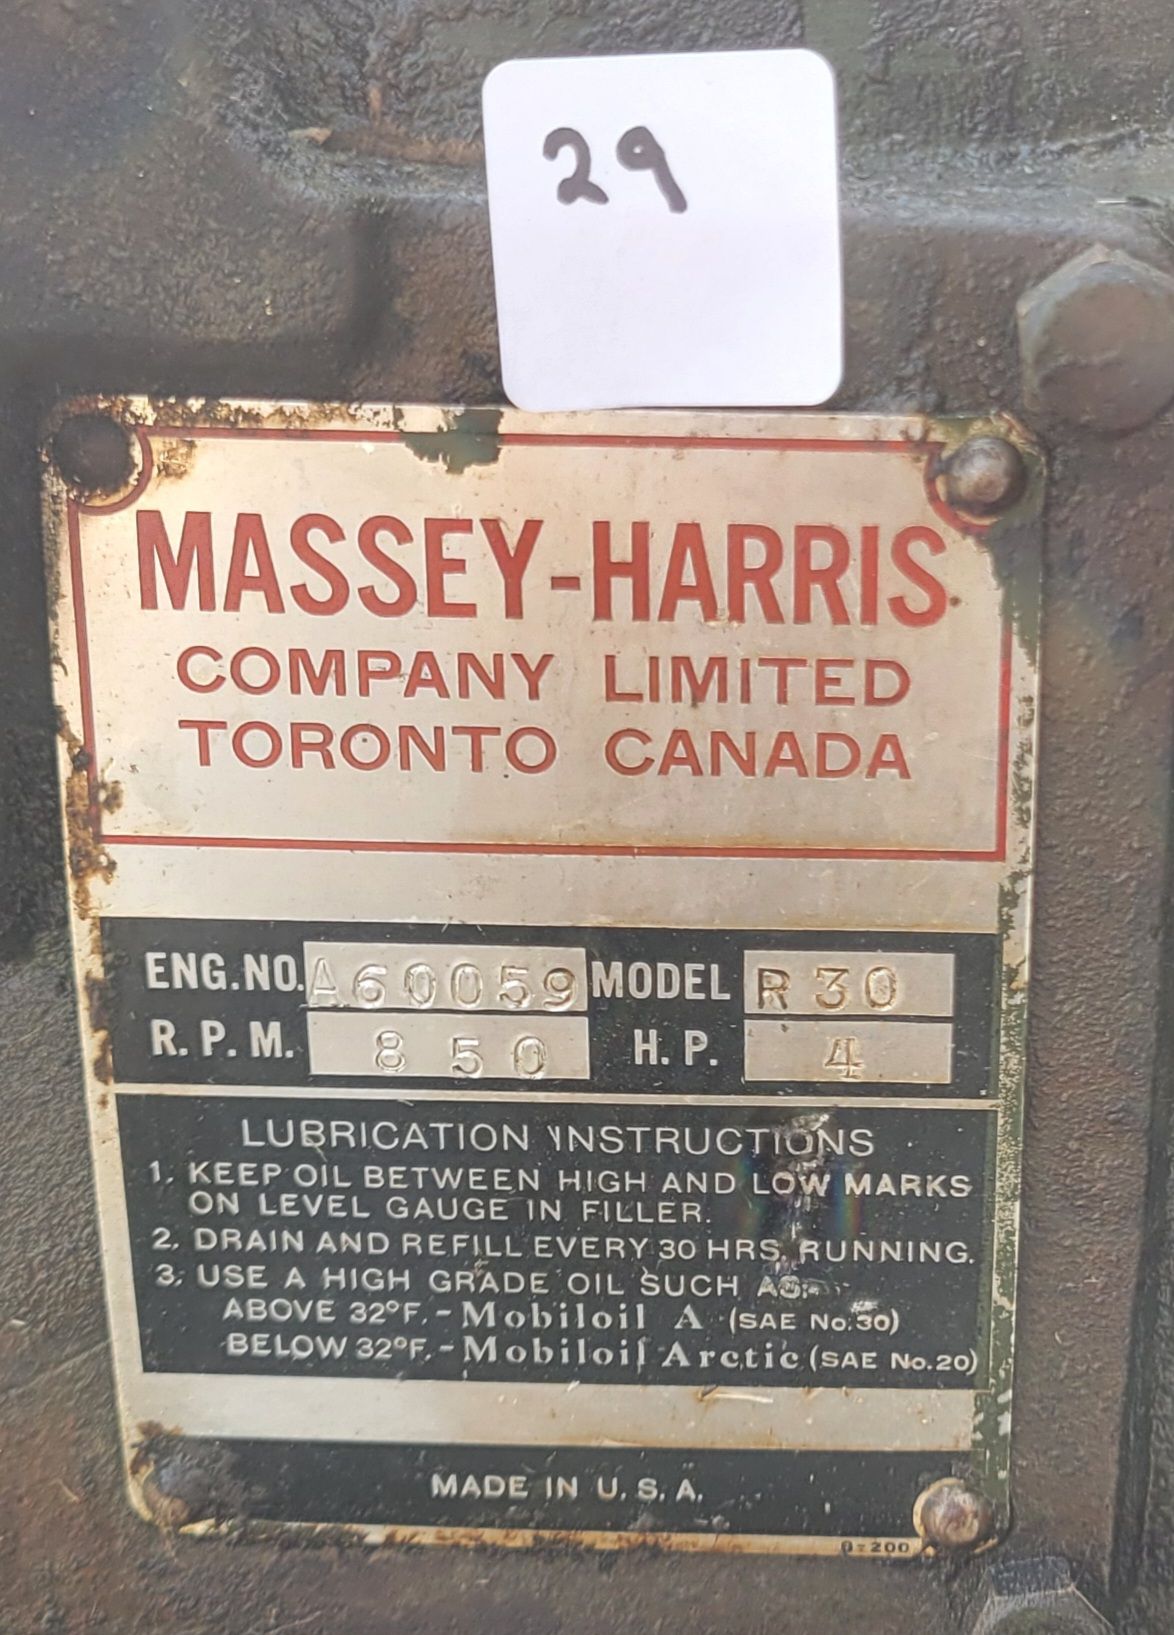 29
MASSEY-HARRIS
COMPANY LIMITED
TORONTO CANADA
ENG.NO. A60059 MODEL R 30
R.P.M. 850 H.P. 4
LUBRICATION INSTRUCTIONS
1. KEEP OIL BETWEEN HIGH AND LOW MARKS
ON LEVEL GAUGE IN FILLER.
2. DRAIN AND REFILL EVERY 30 HRS. RUNNING.
3. USE A HIGH GRADE OIL SUCH AS:-
ABOVE 32°F.-Mobiloil A (SAE No.30)
BELOW 32°F.-Mobiloil Arctic (SAE No.20)
MADE IN U.S.A.